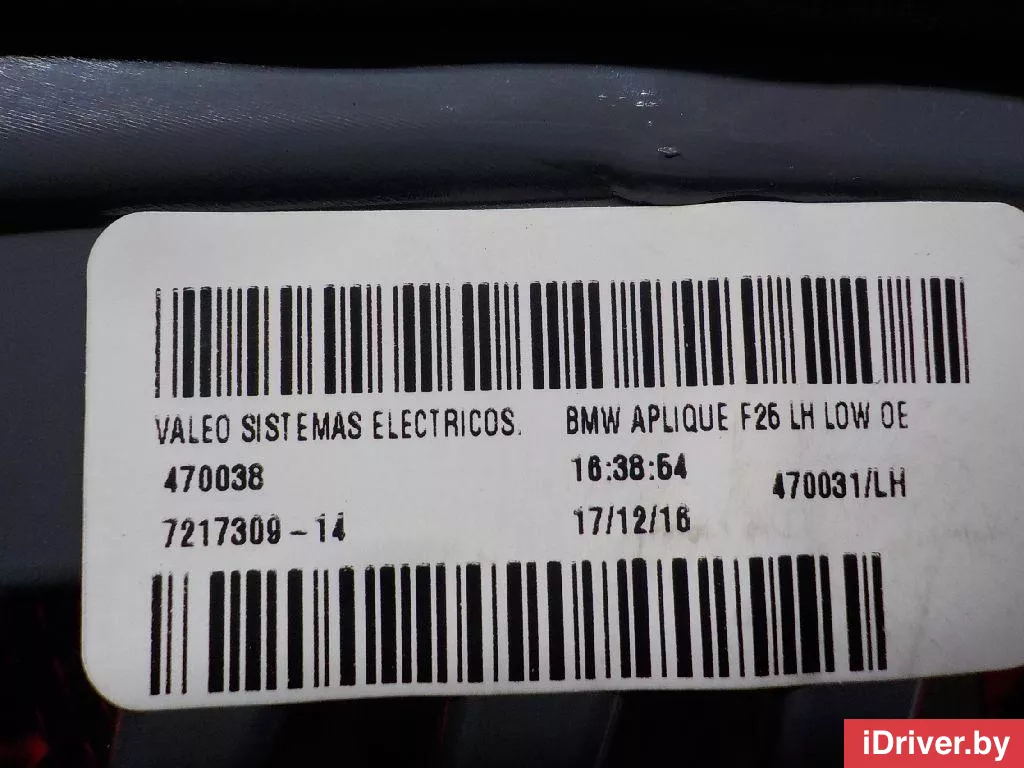 VALEO SISTEMAS ELECTRICOS. BMW APLIQUE F25 LH LOW OE
470038 16:38:54 470031/LH
7217309-14 17/12/16
iDriver.by